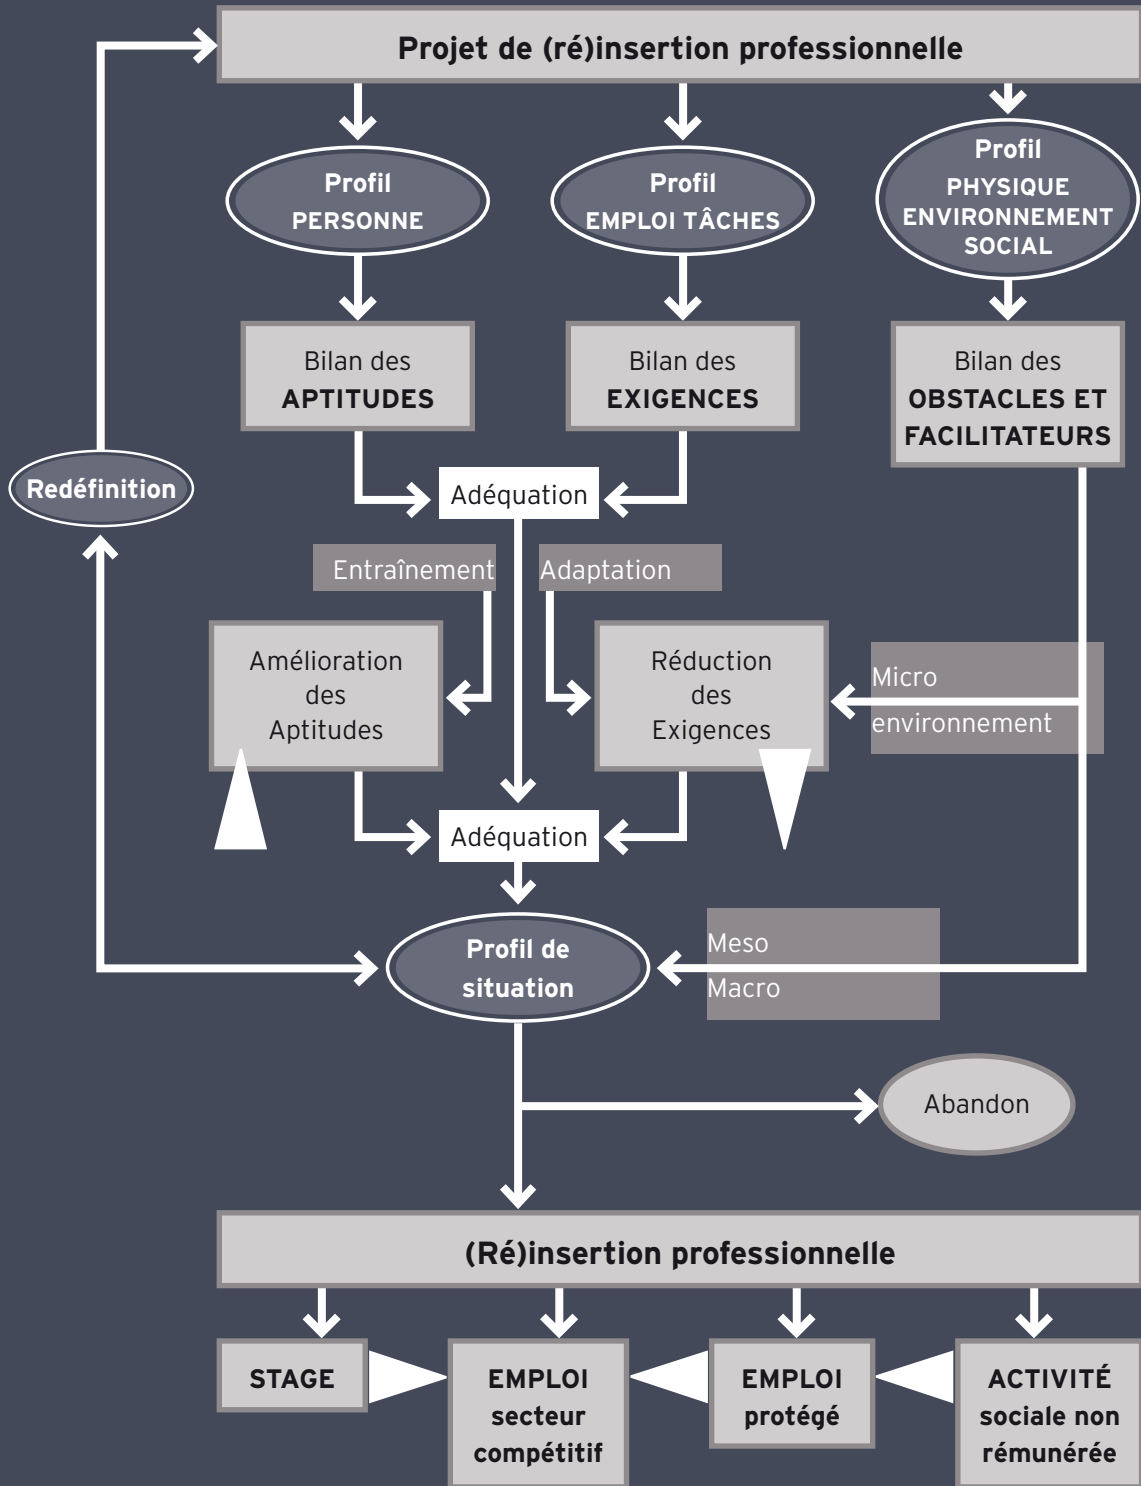 Projet de (ré)insertion professionnelle
Profil
PERSONNE
Profil
EMPLOI TÂCHES
Profil
PHYSIQUE
ENVIRONNEMENT
SOCIAL
Bilan des
APTITUDES
Bilan des
EXIGENCES
Bilan des
OBSTACLES ET
FACILITATEURS
Redéfinition
Adéquation
Entraînement
Adaptation
Amélioration
des
Aptitudes
Réduction
des
Exigences
Micro
environnement
Adéquation
Profil de
situation
Meso
Macro
Abandon
(Ré)insertion professionnelle
STAGE
EMPLOI
secteur
compétitif
EMPLOI
protégé
ACTIVITÉ
sociale non
rémunérée